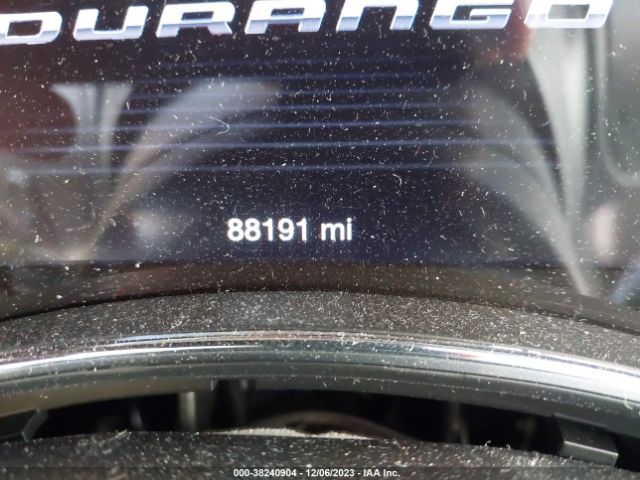 DURANGO
88191 mi
000-38240904 - 12/06/2023 - IAA Inc.